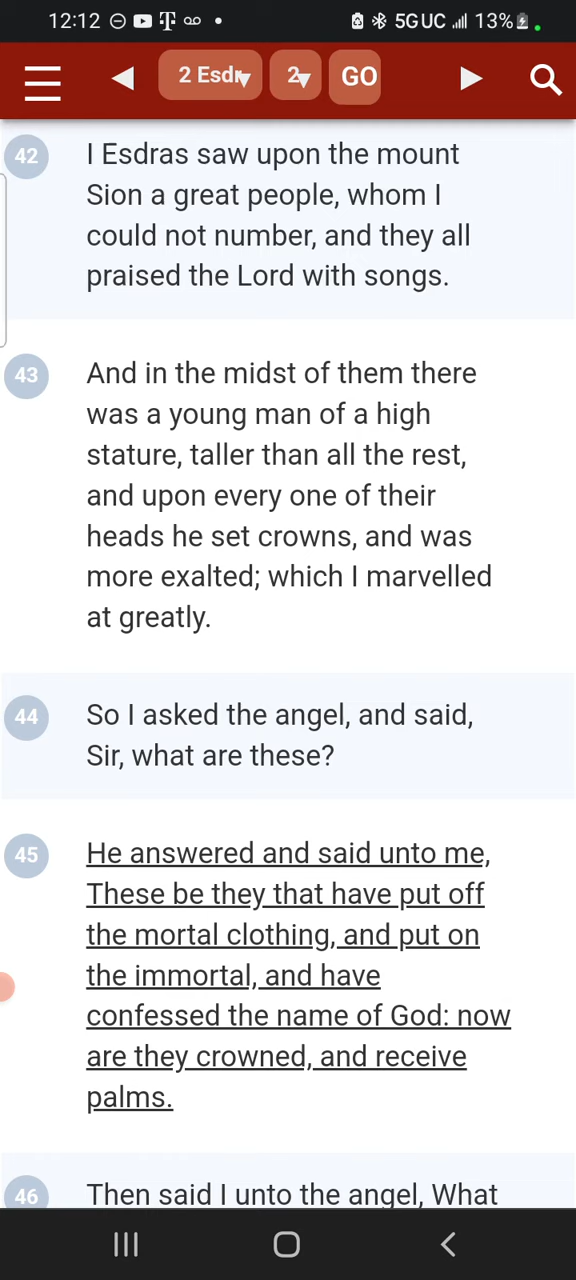 12:12 5G UC 13%
2 Esdr 2 GO
42 I Esdras saw upon the mount
Sion a great people, whom I
could not number, and they all
praised the Lord with songs.
43 And in the midst of them there
was a young man of a high
stature, taller than all the rest,
and upon every one of their
heads he set crowns, and was
more exalted; which I marvelled
at greatly.
44 So I asked the angel, and said,
Sir, what are these?
45 He answered and said unto me,
These be they that have put off
the mortal clothing, and put on
the immortal, and have
confessed the name of God: now
are they crowned, and receive
palms.
46 Then said I unto the angel, What